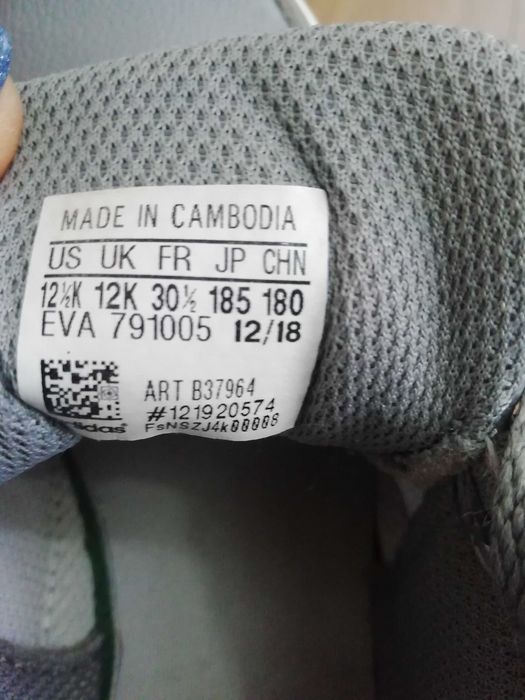 MADE IN CAMBODIA
US UK FR JP CHN
12½K 12K 30½ 185 180
EVA 791005 12/18
ART B37964
#121920574
adidas FsNSZJ4k00008